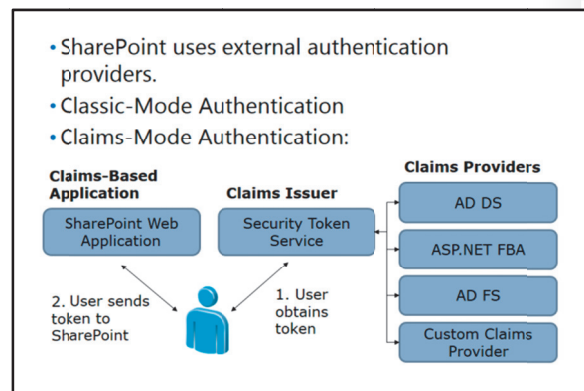 • SharePoint uses external authentication
providers.
• Classic-Mode Authentication
• Claims-Mode Authentication:
Claims-Based
Application
Claims Issuer
Claims Providers
SharePoint Web
Application
Security Token
Service
AD DS
ASP.NET FBA
AD FS
Custom Claims
Provider
2. User sends
token to
SharePoint
1. User
obtains
token